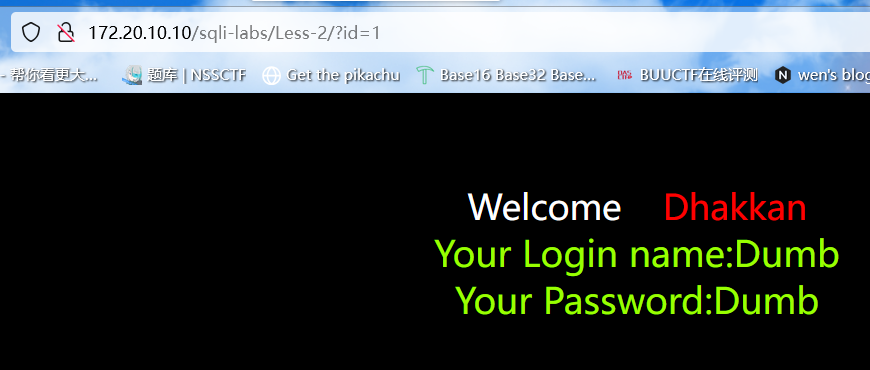 172.20.10.10/sqli-labs/Less-2/?id=1
- 帮你看更大... 题库 | NSSCTF Get the pikachu Base16 Base32 Base... BUUCTF在线评测 N wen's blog
Welcome Dhakkan
Your Login name:Dumb
Your Password:Dumb